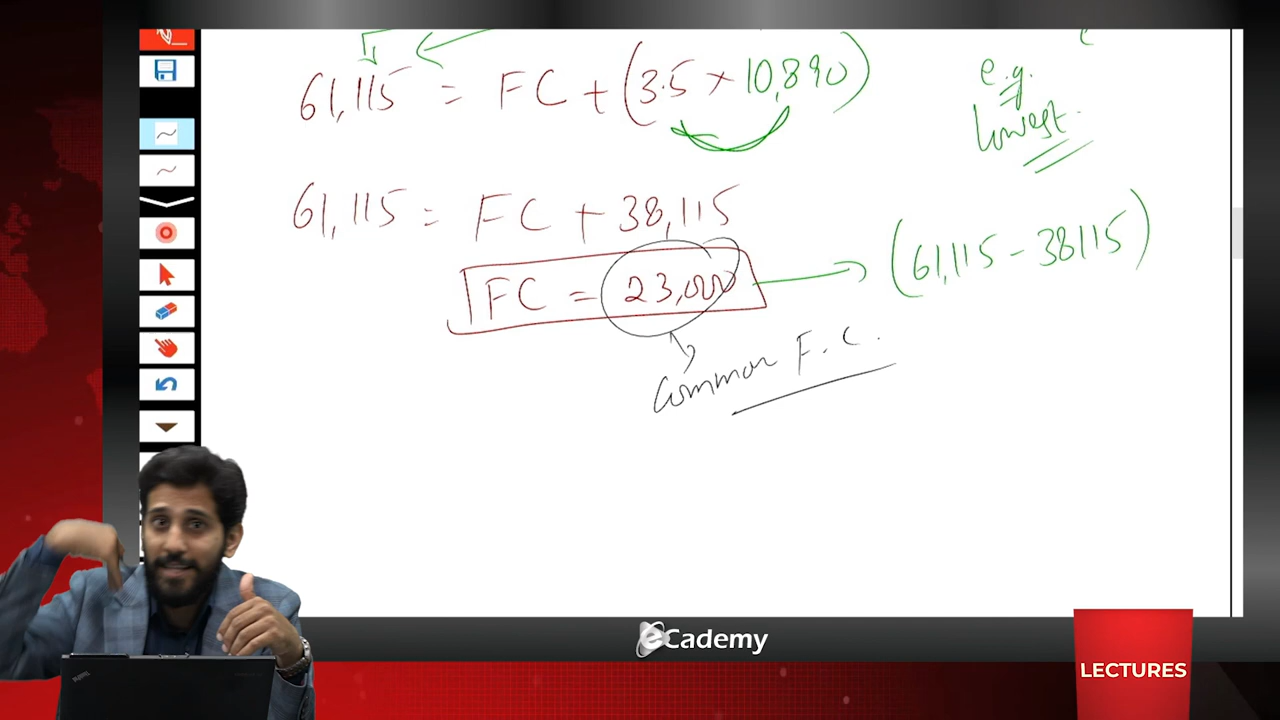 61,115 = FC + (3.5 × 10,890)
e.g.
lowest.
61,115 = FC + 38,115
FC = 23,000
(61,115 - 38115)
Common F.C.
eCademy
LECTURES